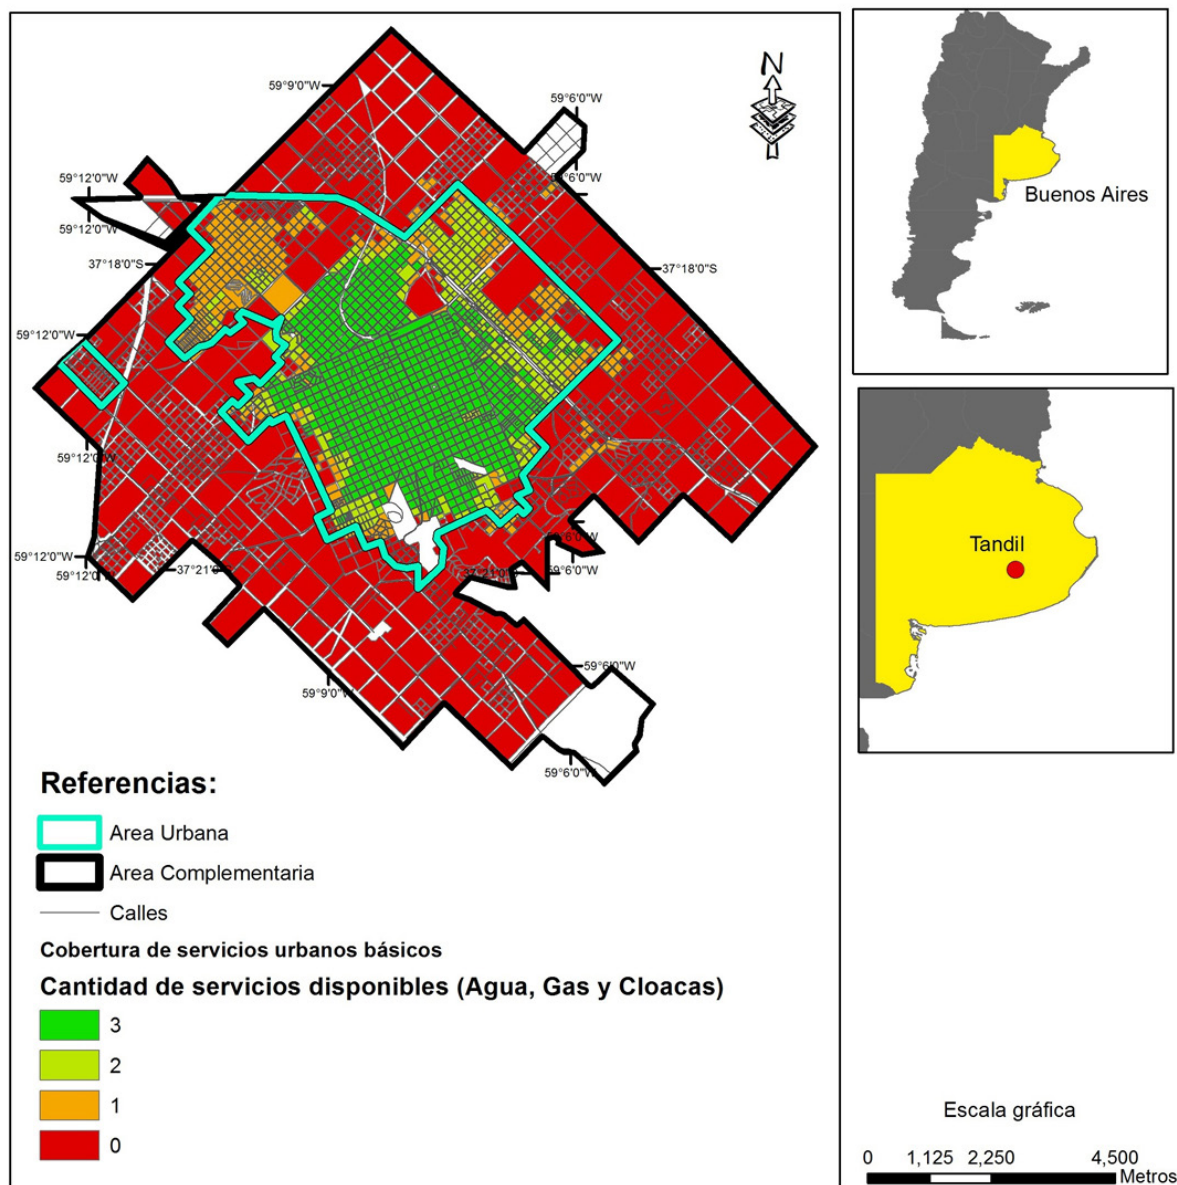 N
59°9'0"W
59°6'0"W
59°6'0"W
59°12'0"W
59°12'0"W
37°18'0"S
37°18'0"S
59°12'0"W
59°12'0"W
59°12'0"W
59°12'0"
37°21'0"S
59°6'0"W
59°6'0"W
59°6'0"W
59°9'0"W
59°6'0"W
Referencias:
Area Urbana
Area Complementaria
Calles
Cobertura de servicios urbanos básicos
Cantidad de servicios disponibles (Agua, Gas y Cloacas)
3
2
1
0
Buenos Aires
Tandil
Escala gráfica
0 1,125 2,250 4,500
Metros